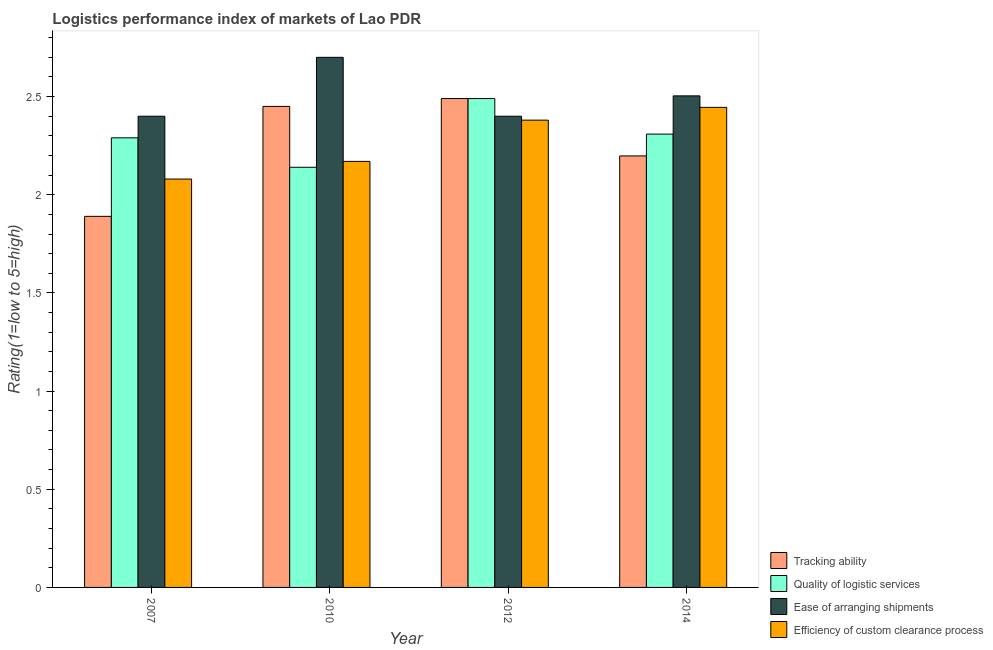 Logistics performance index of markets of Lao PDR
Rating(1=low to 5=high)
2.5
2
1.5
1
0.5
0
2007
2010
2012
2014
Year
Tracking ability
Quality of logistic services
Ease of arranging shipments
Efficiency of custom clearance process